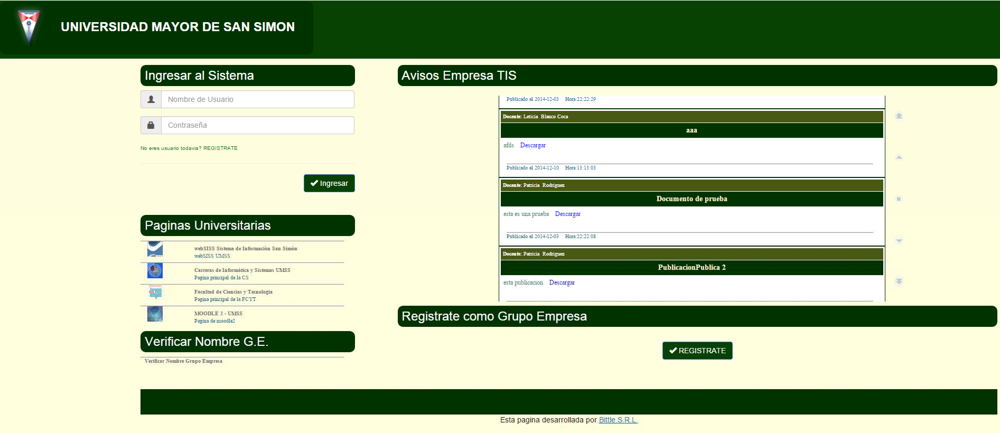 UNIVERSIDAD MAYOR DE SAN SIMON
Ingresar al Sistema
Nombre de Usuario
Contraseña
No eres usuario todavia? REGISTRATE
Ingresar
Paginas Universitarias
webSISS Sistema de Información San Simón
webSISS UMSS
Carreras de Informática y Sistemas UMSS
Pagina principal de la CS
Facultad de Ciencias y Tecnologia
Pagina principal de la FCYT
MOODLE 2 - UMSS
Pagina de moodle2
Verificar Nombre G.E.
Verificar Nombre Grupo Empresa
Avisos Empresa TIS
Publicado el 2014-12-03 Hora:22:22:29
Docente: Leticia Blanco Coca
aaa
afds Descargar
Publicado el 2014-12-10 Hora:13:13:03
Docente: Patricia Rodriguez
Documento de prueba
esta es una prueba Descargar
Publicado el 2014-12-03 Hora:22:22:08
Docente: Patricia Rodriguez
PublicacionPublica 2
esta publicacion Descargar
Registrate como Grupo Empresa
REGISTRATE
Esta pagina desarrollada por Bittle.S.R.L.